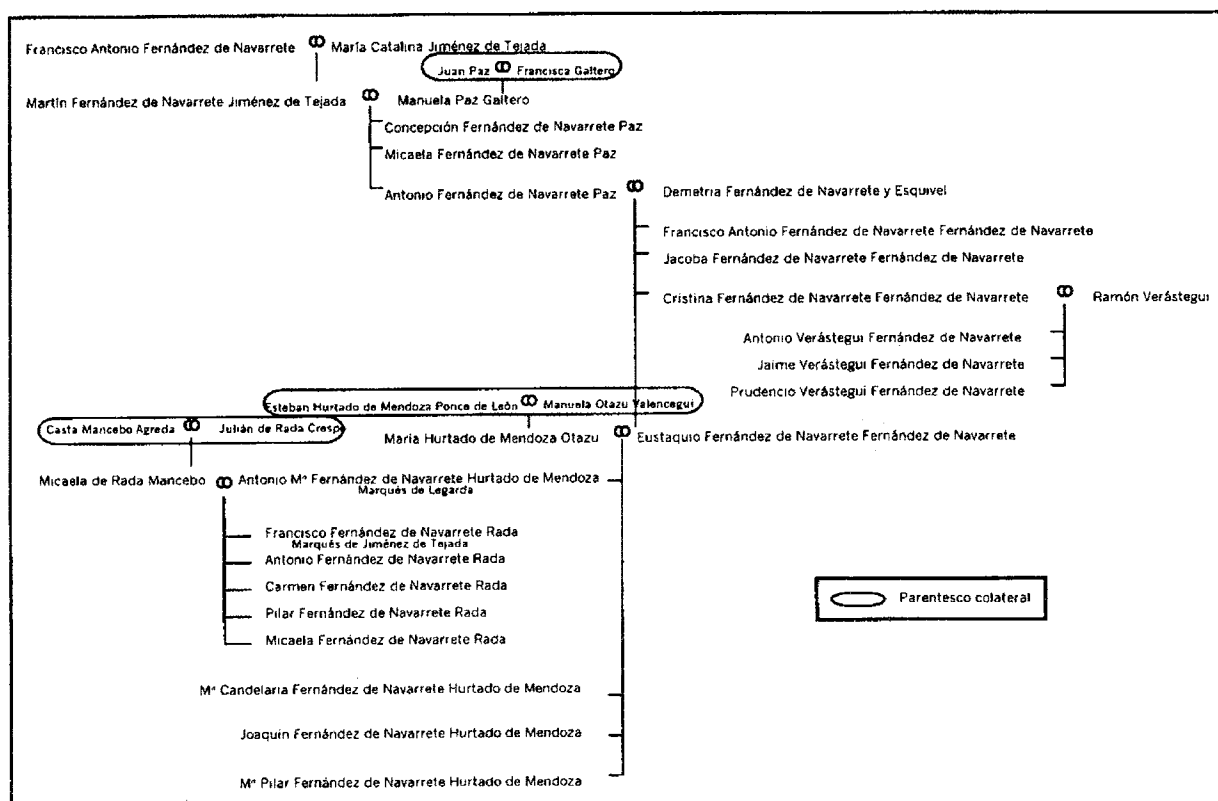 Francisco Antonio Fernández de Navarrete María Catalina Jiménez de Tejada
Juan Paz Francisca Galtero
Martín Fernández de Navarrete Jiménez de Tejada Manuela Paz Galtero
Concepción Fernández de Navarrete Paz
Micaela Fernández de Navarrete Paz
Antonio Fernández de Navarrete Paz Demetria Fernández de Navarrete y Esquivel
Francisco Antonio Fernández de Navarrete Fernández de Navarrete
Jacoba Fernández de Navarrete Fernández de Navarrete
Cristina Fernández de Navarrete Fernández de Navarrete Ramón Verástegui
Antonio Verástegui Fernández de Navarrete
Jaime Verástegui Fernández de Navarrete
Prudencio Verástegui Fernández de Navarrete
Esteban Hurtado de Mendoza Ponce de León Manuela Otazu Valencegui
Casta Mancebo Agreda Julián de Rada Crespo
María Hurtado de Mendoza Otazu Eustaquio Fernández de Navarrete Fernández de Navarrete
Micaela de Rada Mancebo Antonio Mª Fernández de Navarrete Hurtado de Mendoza
Marqués de Legarda
Francisco Fernández de Navarrete Rada
Marqués de Jiménez de Tejada
Antonio Fernández de Navarrete Rada
Carmen Fernández de Navarrete Rada
Pilar Fernández de Navarrete Rada
Micaela Fernández de Navarrete Rada
Parentesco colateral
Mª Candelaria Fernández de Navarrete Hurtado de Mendoza
Joaquín Fernández de Navarrete Hurtado de Mendoza
Mª Pilar Fernández de Navarrete Hurtado de Mendoza